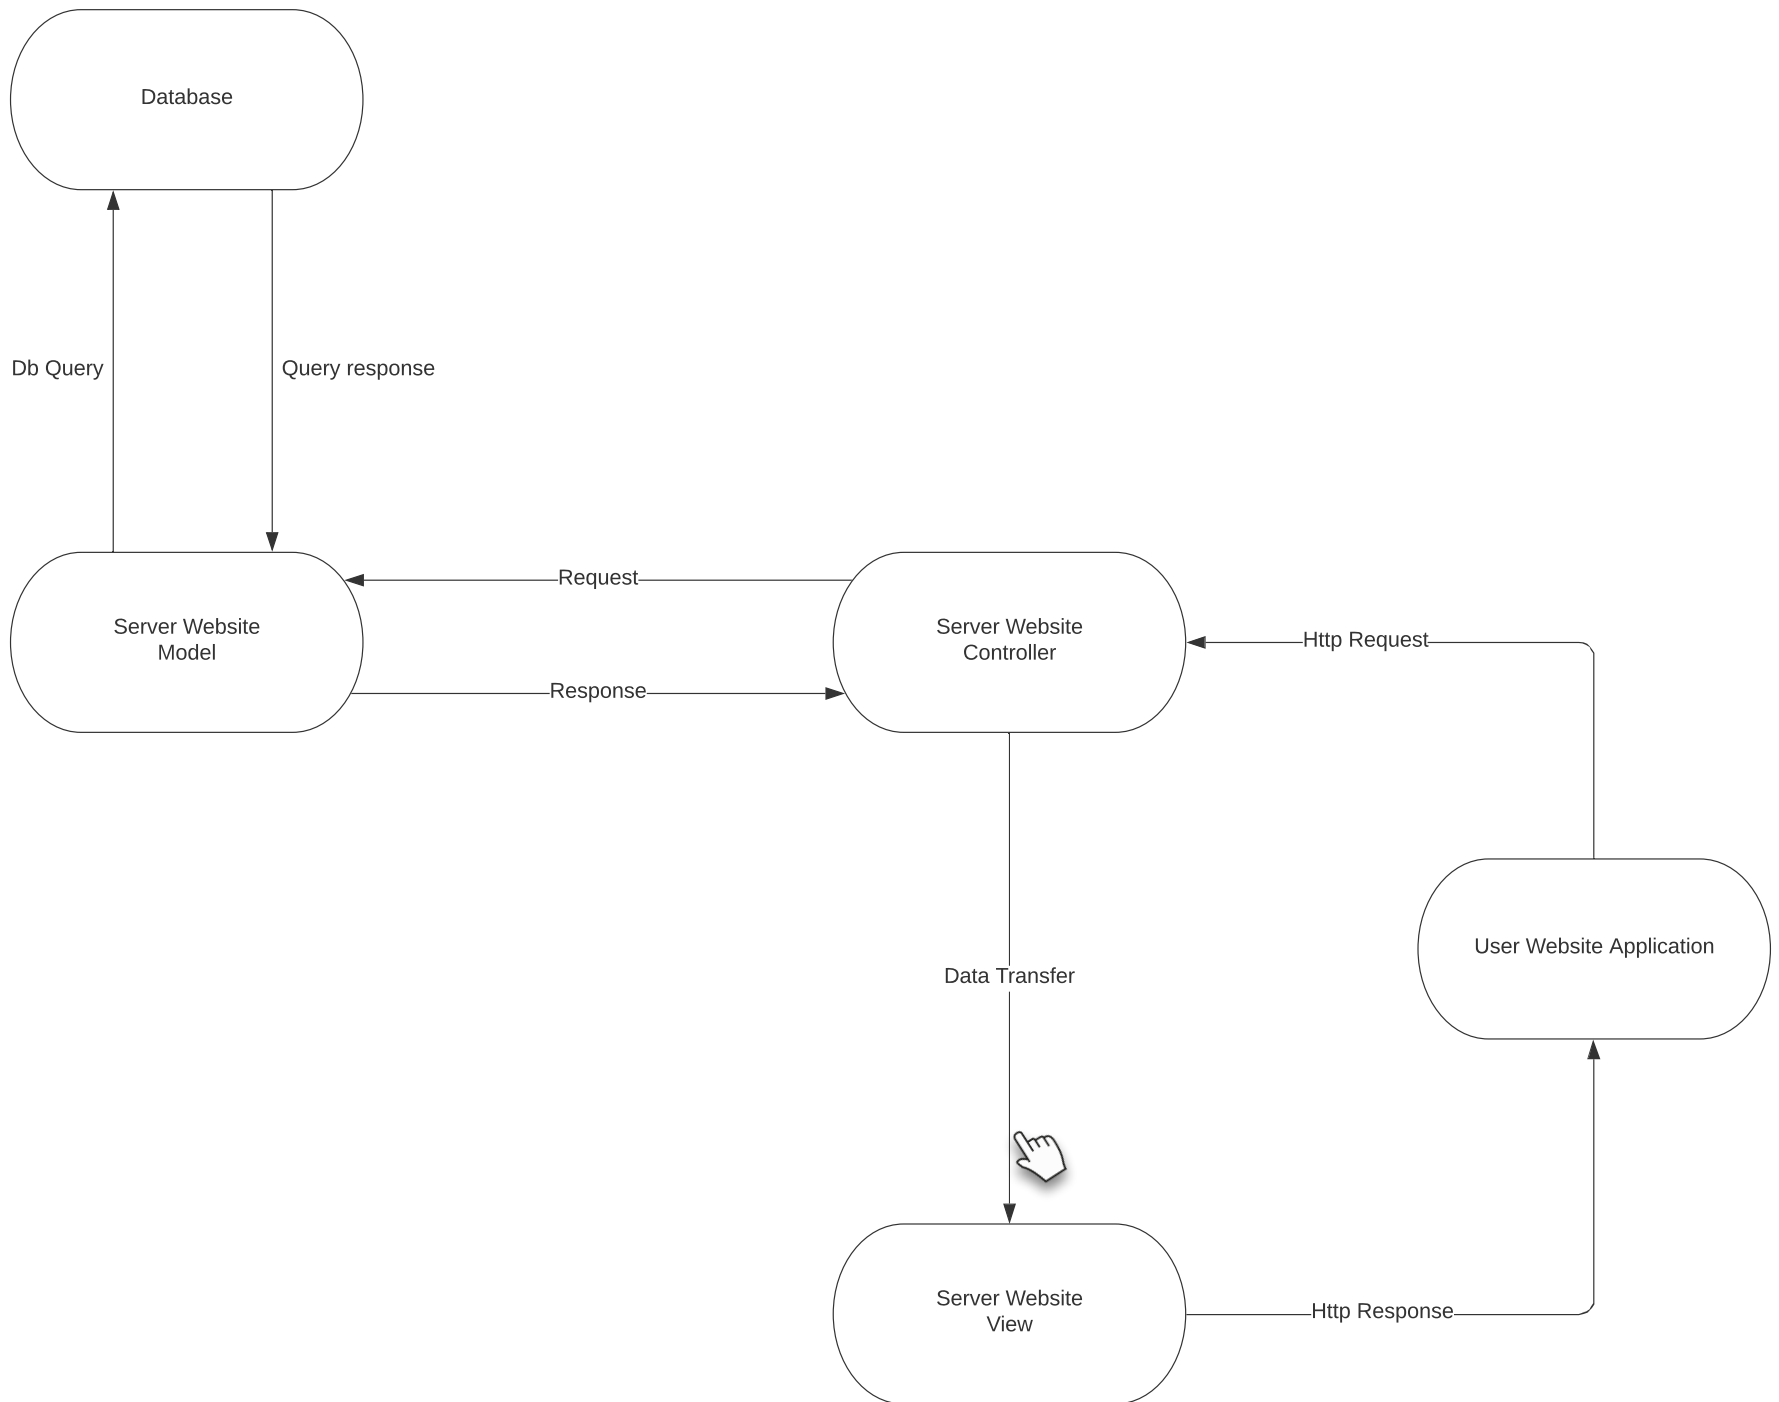 Database
Db Query
Query response
Server Website
Model
Request
Response
Server Website
Controller
Http Request
User Website Application
Data Transfer
Server Website
View
Http Response